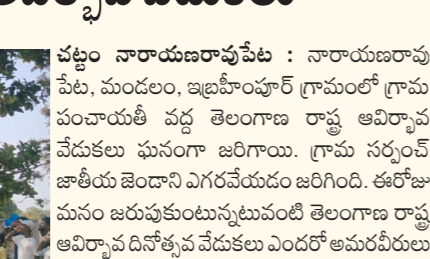 చట్టం నారాయణరావుపేట : నారాయణరావు
పేట, మండలం, ఇబ్రహీంపూర్ గ్రామంలో గ్రామ
పంచాయతీ వద్ద తెలంగాణ రాష్ట్ర ఆవిర్భావ
వేడుకలు ఘనంగా జరిగాయి. గ్రామ సర్పంచ్
జాతీయ జెండాని ఎగరవేయడం జరిగింది. ఈరోజు
మనం జరుపుకుంటున్నటువంటి తెలంగాణ రాష్ట్ర
ఆవిర్భావ దినోత్సవ వేడుకలు ఎందరో అమరవీరులు